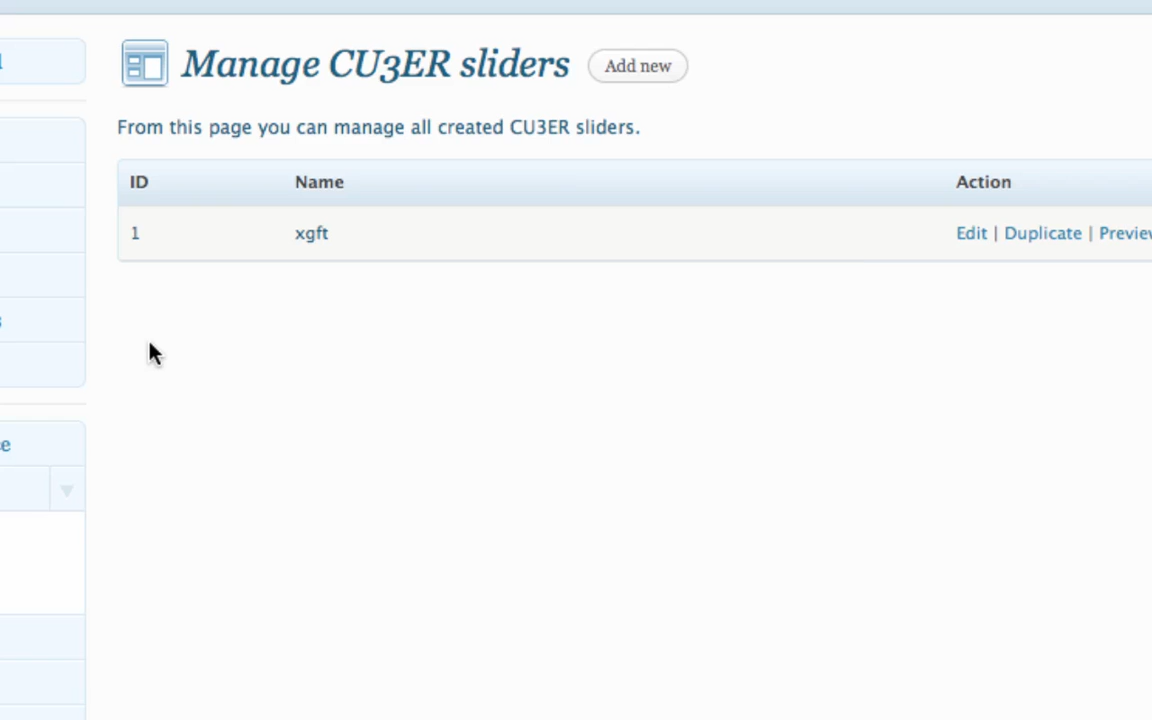 Manage CU3ER sliders
Add new
From this page you can manage all created CU3ER sliders.
ID Name Action
1 xgft Edit | Duplicate |